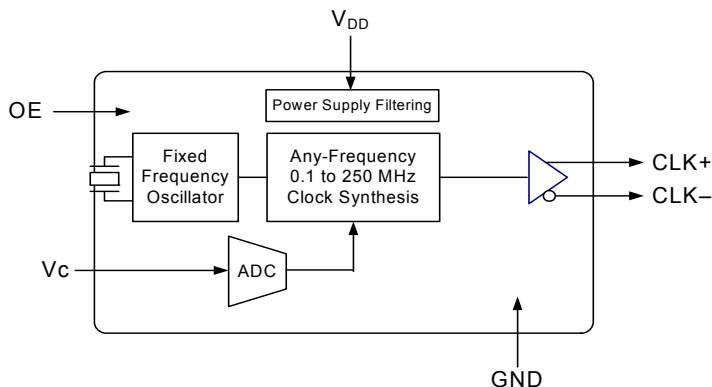 V_DD
Power Supply Filtering
OE
Fixed
Frequency
Oscillator
Any-Frequency
0.1 to 250 MHz
Clock Synthesis
CLK+
CLK–
Vc
ADC
GND